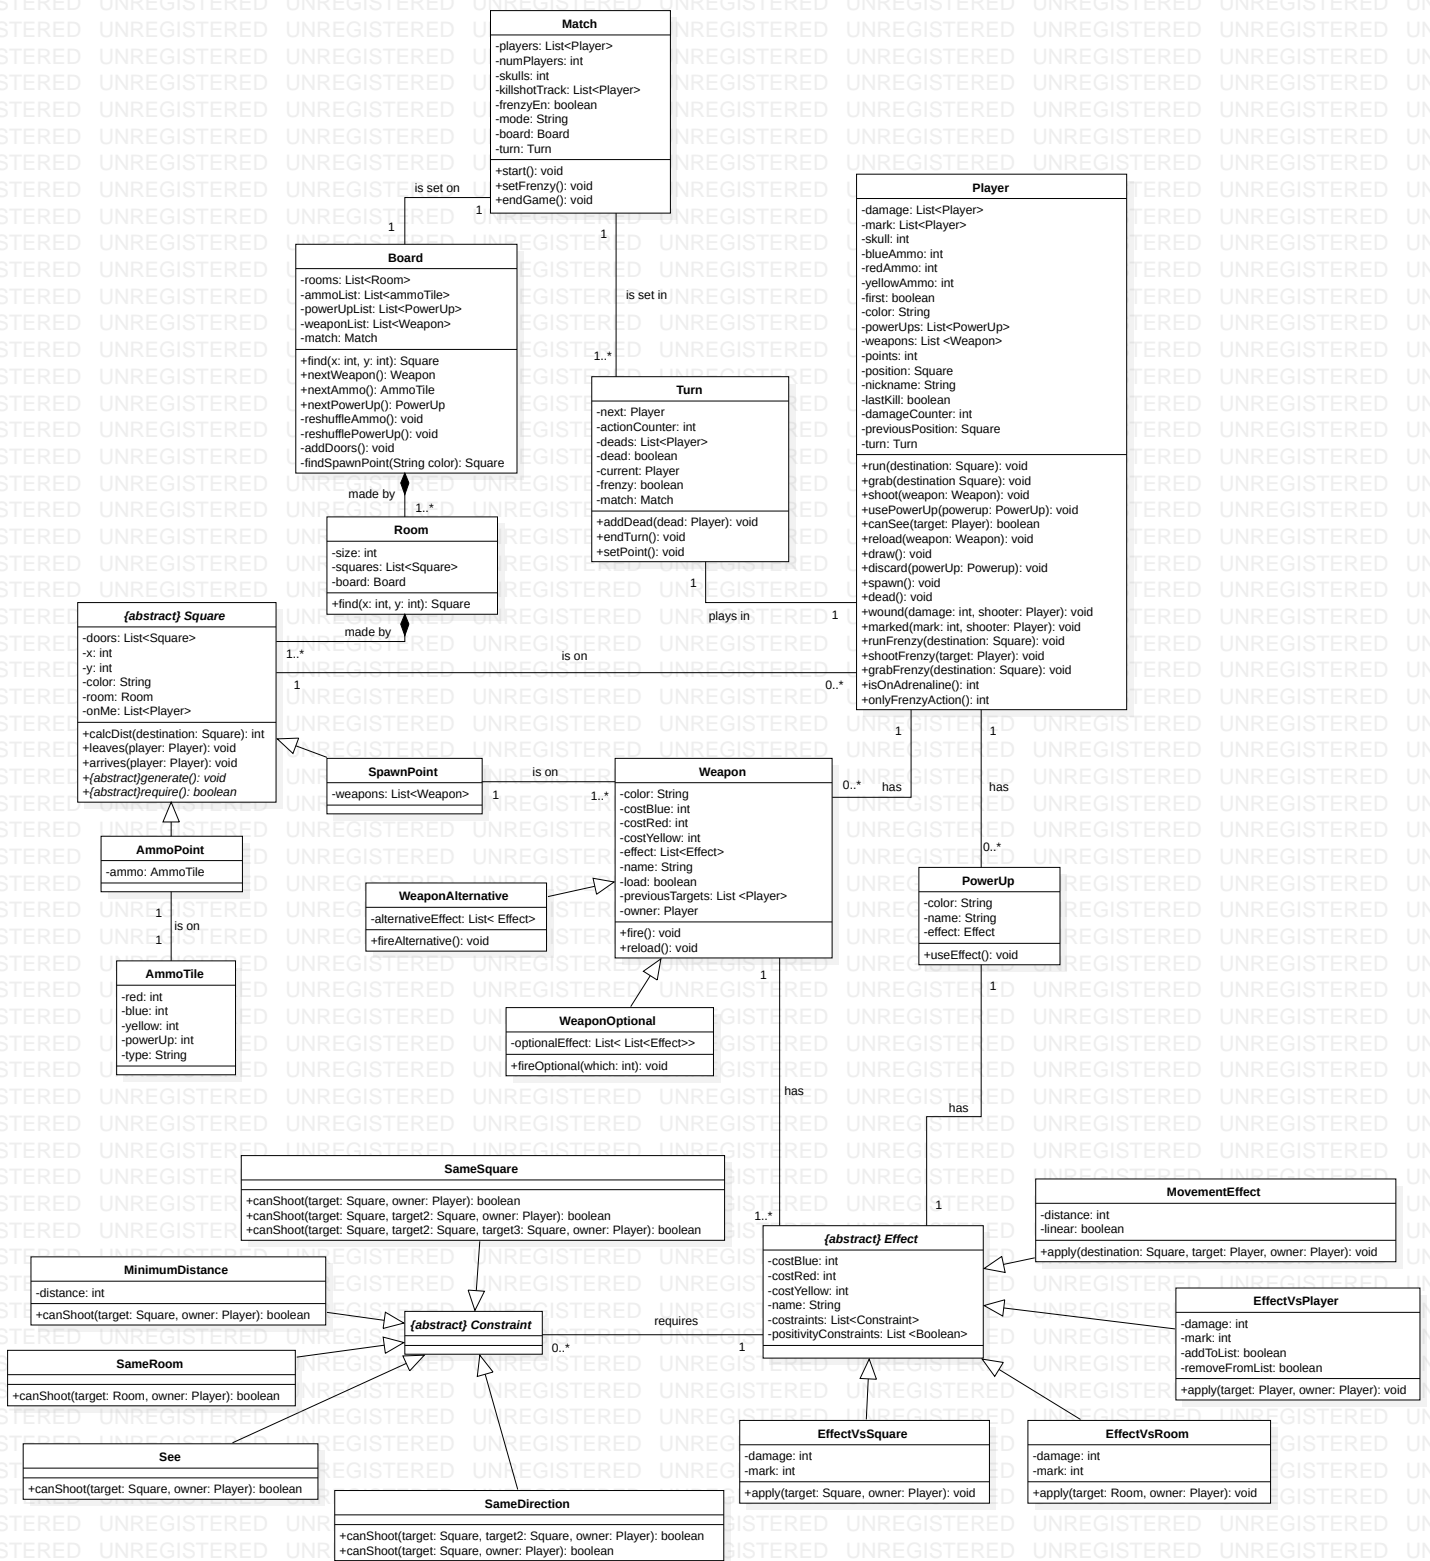 Match
-players: List<Player>
-numPlayers: int
-skulls: int
-killshotTrack: List<Player>
-frenzyEn: boolean
-mode: String
-board: Board
-turn: Turn
+start(): void
+setFrenzy(): void
+endGame(): void
is set on
1
1
1
is set in
1..*
Board
-rooms: List<Room>
-ammoList: List<ammoTile>
-powerUpList: List<PowerUp>
-weaponList: List<Weapon>
-match: Match
+find(x: int, y: int): Square
+nextWeapon(): Weapon
+nextAmmo(): AmmoTile
+nextPowerUp(): PowerUp
-reshuffleAmmo(): void
-reshufflePowerUp(): void
-addDoors(): void
-findSpawnPoint(String color): Square
made by
1..*
Player
-damage: List<Player>
-mark: List<Player>
-skull: int
-blueAmmo: int
-redAmmo: int
-yellowAmmo: int
-first: boolean
-color: String
-powerUps: List<PowerUp>
-weapons: List <Weapon>
-points: int
-position: Square
-nickname: String
-lastKill: boolean
-damageCounter: int
-previousPosition: Square
-turn: Turn
+run(destination: Square): void
+grab(destination Square): void
+shoot(weapon: Weapon): void
+usePowerUp(powerup: PowerUp): void
+canSee(target: Player): boolean
+reload(weapon: Weapon): void
+draw(): void
+discard(powerUp: Powerup): void
+spawn(): void
+dead(): void
+wound(damage: int, shooter: Player): void
+marked(mark: int, shooter: Player): void
+runFrenzy(destination: Square): void
+shootFrenzy(target: Player): void
+grabFrenzy(destination: Square): void
+isOnAdrenaline(): int
+onlyFrenzyAction(): int
Turn
-next: Player
-actionCounter: int
-deads: List<Player>
-dead: boolean
-current: Player
-frenzy: boolean
-match: Match
+addDead(dead: Player): void
+endTurn(): void
+setPoint(): void
1
plays in
1
Room
-size: int
-squares: List<Square>
-board: Board
+find(x: int, y: int): Square
made by
1..*
is on
1
0..*
{abstract} Square
-doors: List<Square>
-x: int
-y: int
-color: String
-room: Room
-onMe: List<Player>
+calcDist(destination: Square): int
+leaves(player: Player): void
+arrives(player: Player): void
+{abstract}generate(): void
+{abstract}require(): boolean
SpawnPoint
-weapons: List<Weapon>
is on
1
1..*
Weapon
-color: String
-costBlue: int
-costRed: int
-costYellow: int
-effect: List<Effect>
-name: String
-load: boolean
-previousTargets: List <Player>
-owner: Player
+fire(): void
+reload(): void
1
0..*
has
1
has
0..*
AmmoPoint
-ammo: AmmoTile
1
is on
1
AmmoTile
-red: int
-blue: int
-yellow: int
-powerUp: int
-type: String
WeaponAlternative
-alternativeEffect: List< Effect>
+fireAlternative(): void
PowerUp
-color: String
-name: String
-effect: Effect
+useEffect(): void
WeaponOptional
-optionalEffect: List< List<Effect>>
+fireOptional(which: int): void
1
has
1..*
1
has
1
SameSquare
+canShoot(target: Square, owner: Player): boolean
+canShoot(target: Square, target2: Square, owner: Player): boolean
+canShoot(target: Square, target2: Square, target3: Square, owner: Player): boolean
MinimumDistance
-distance: int
+canShoot(target: Square, owner: Player): boolean
{abstract} Constraint
requires
0..*
1
{abstract} Effect
-costBlue: int
-costRed: int
-costYellow: int
-name: String
-costraints: List<Constraint>
-positivityConstraints: List <Boolean>
MovementEffect
-distance: int
-linear: boolean
+apply(destination: Square, target: Player, owner: Player): void
EffectVsPlayer
-damage: int
-mark: int
-addToList: boolean
-removeFromList: boolean
+apply(target: Player, owner: Player): void
SameRoom
+canShoot(target: Room, owner: Player): boolean
See
+canShoot(target: Square, owner: Player): boolean
SameDirection
+canShoot(target: Square, target2: Square, owner: Player): boolean
+canShoot(target: Square, owner: Player): boolean
EffectVsSquare
-damage: int
-mark: int
+apply(target: Square, owner: Player): void
EffectVsRoom
-damage: int
-mark: int
+apply(target: Room, owner: Player): void